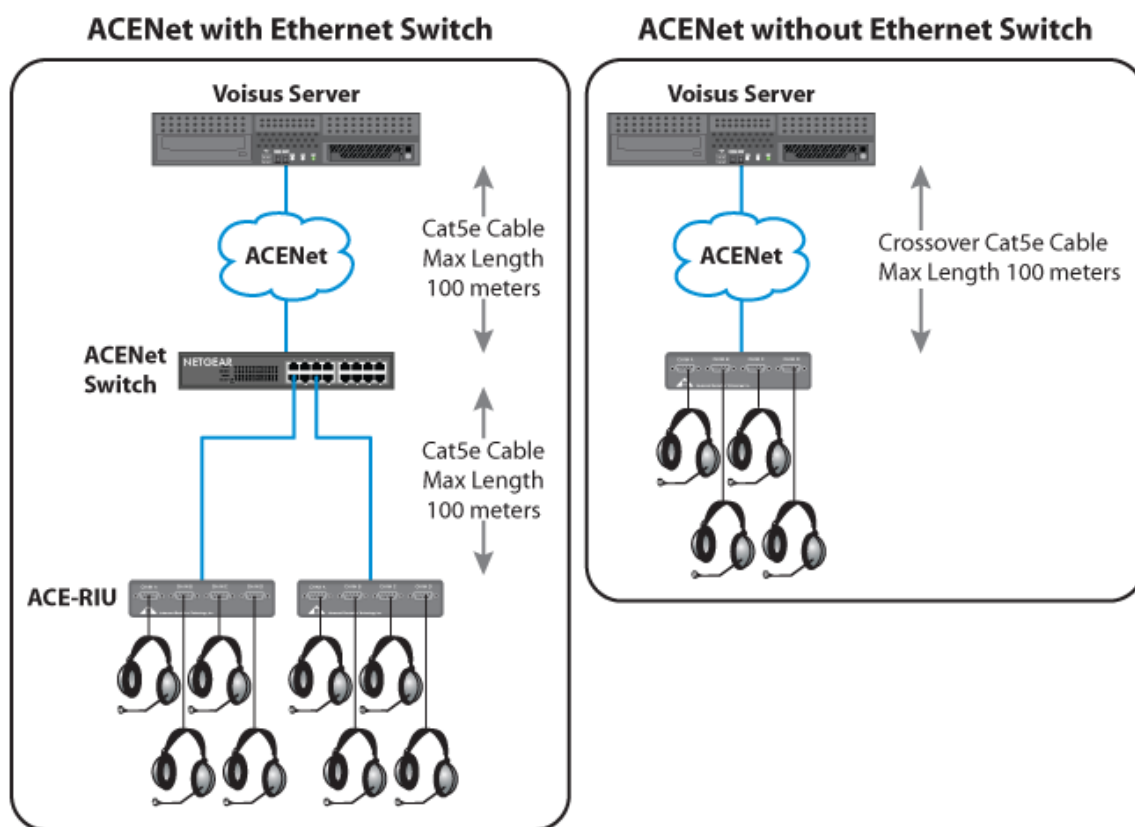 ACENet with Ethernet Switch
Voisus Server
ACENet
Cat5e Cable
Max Length
100 meters
ACENet
Switch
NETGEAR
Cat5e Cable
Max Length
100 meters
ACE-RIU
ACENet without Ethernet Switch
Voisus Server
ACENet
Crossover Cat5e Cable
Max Length 100 meters